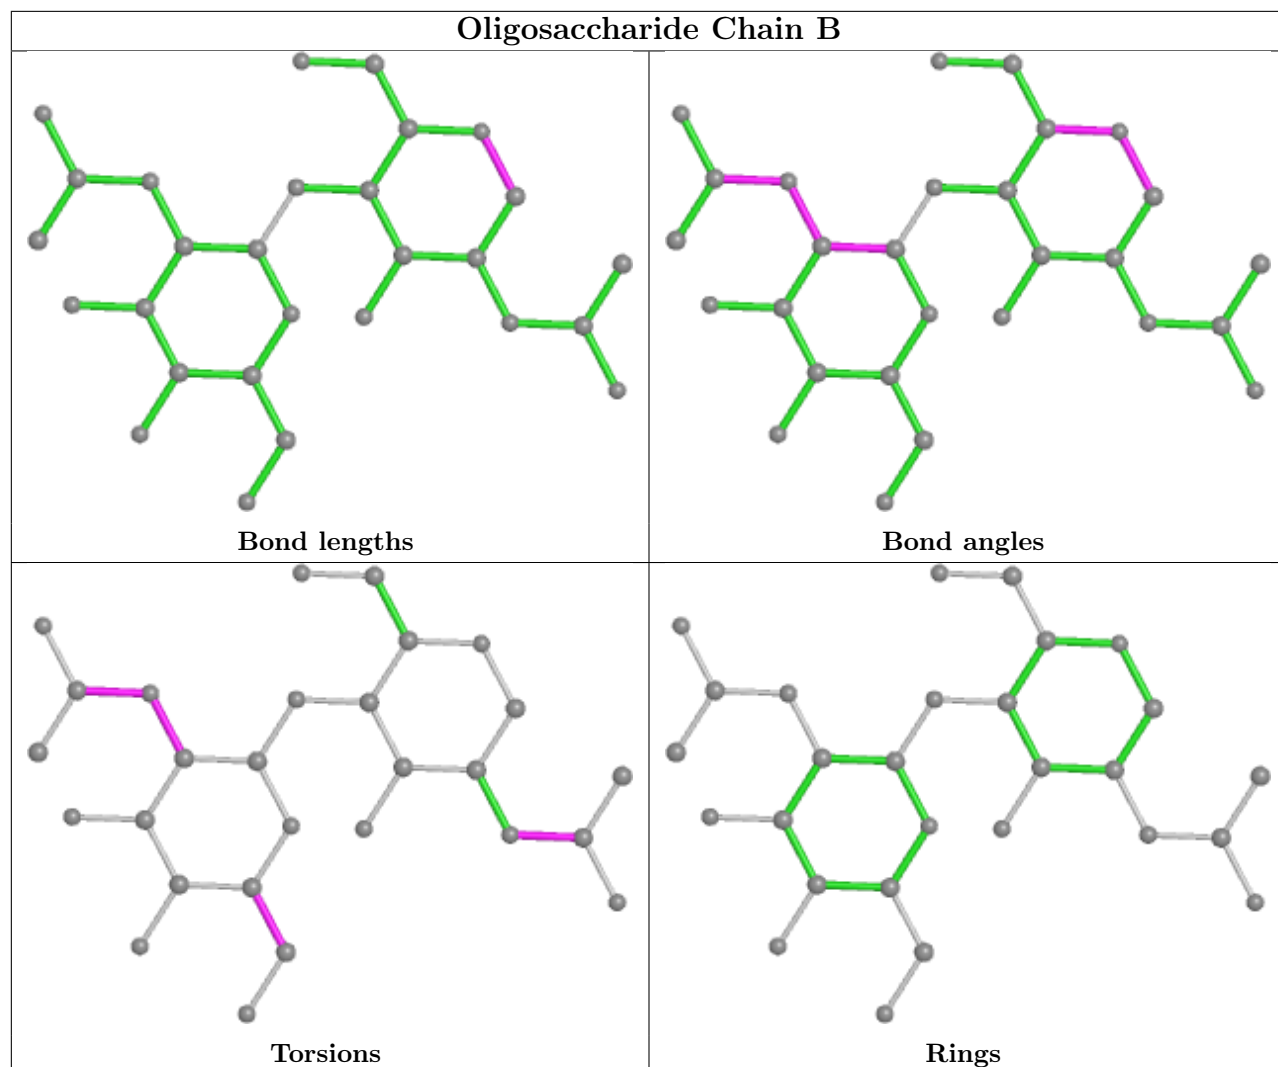 Oligosaccharide Chain B
Bond lengths
Bond angles
Torsions
Rings